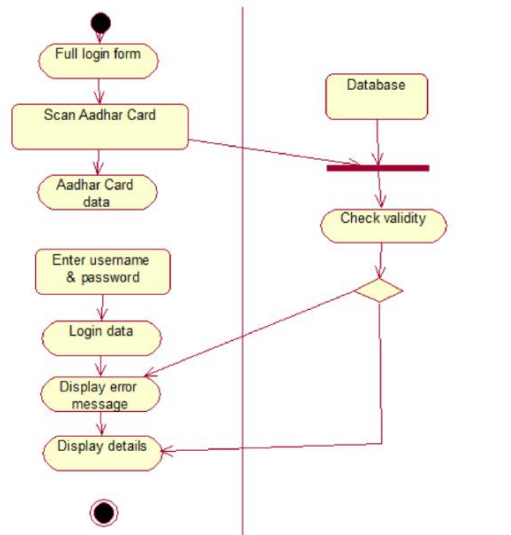 Full login form
Scan Aadhar Card
Aadhar Card
data
Enter username
& password
Login data
Display error
message
Display details
Database
Check validity